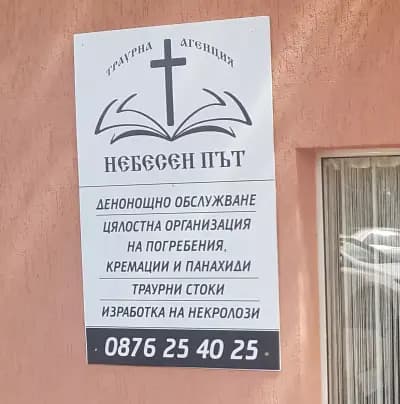 ТРАУРНА АГЕНЦИЯ
НЕБЕСЕН ПЪТ
ДЕНОНОЩНО ОБСЛУЖВАНЕ
ЦЯЛОСТНА ОРГАНИЗАЦИЯ
НА ПОГРЕБЕНИЯ,
КРЕМАЦИИ И ПАНАХИДИ
ТРАУРНИ СТОКИ
ИЗРАБОТКА НА НЕКРОЛОЗИ
0876 25 40 25